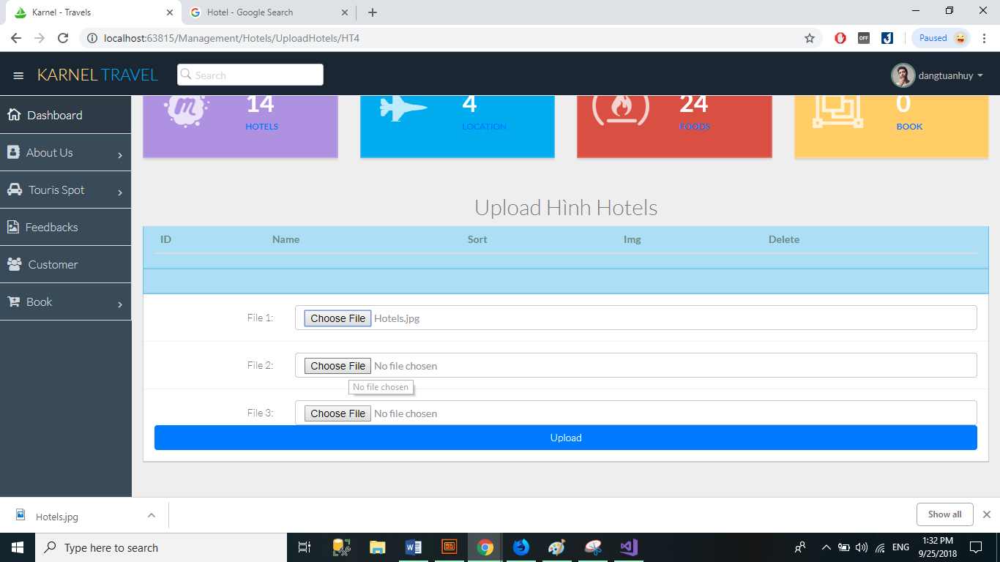 Karnel - Travels
Hotel - Google Search
localhost:63815/Management/Hotels/UploadHotels/HT4
OFF
Paused
KARNEL TRAVEL
Search
dangtuanhuy
Dashboard
About Us
Touris Spot
Feedbacks
Customer
Book
14
HOTELS
4
LOCATION
24
FOODS
0
BOOK
Upload Hình Hotels
ID Name Sort Img Delete
File 1: Choose File Hotels.jpg
File 2: Choose File No file chosen
No file chosen
File 3: Choose File No file chosen
Upload
Hotels.jpg
Show all
Type here to search
ENG
1:32 PM
9/25/2018